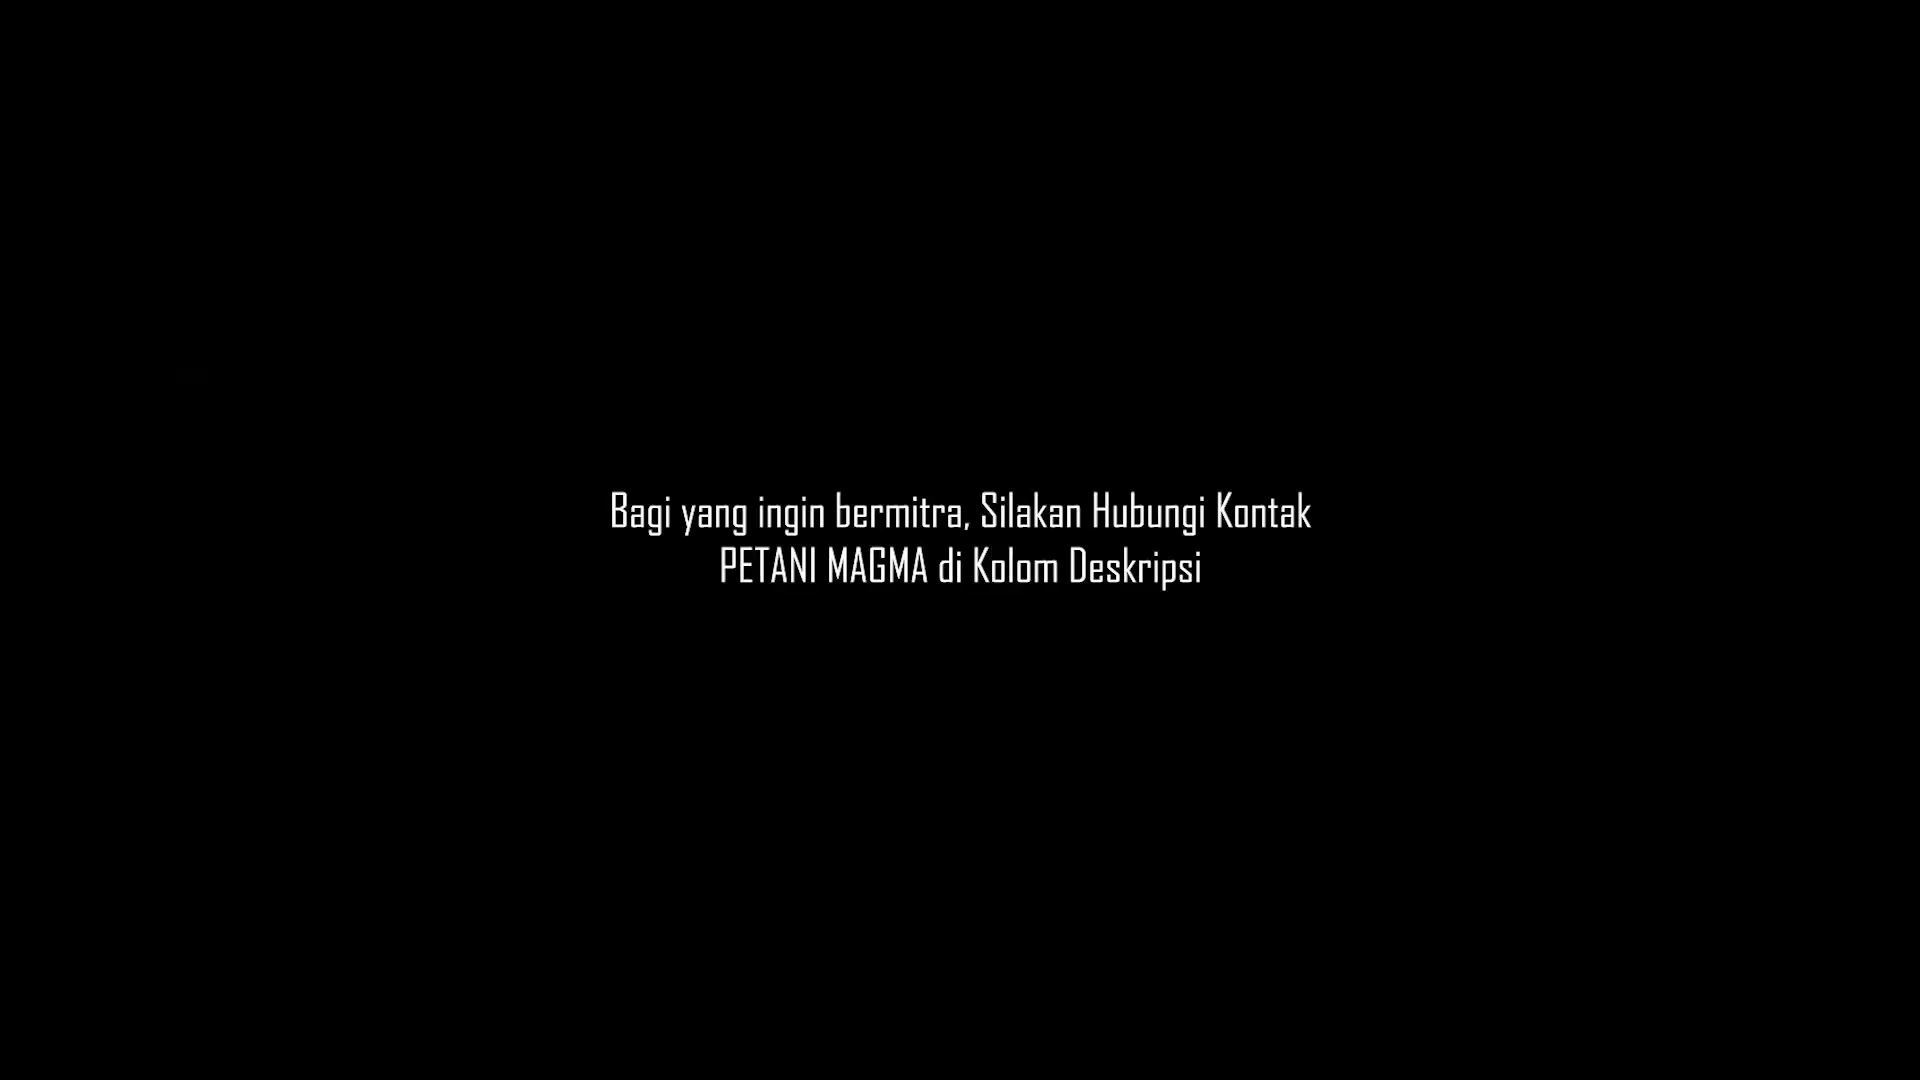 Bagi yang ingin bermitra, Silakan Hubungi Kontak
PETANI MAGMA di Kolom Deskripsi